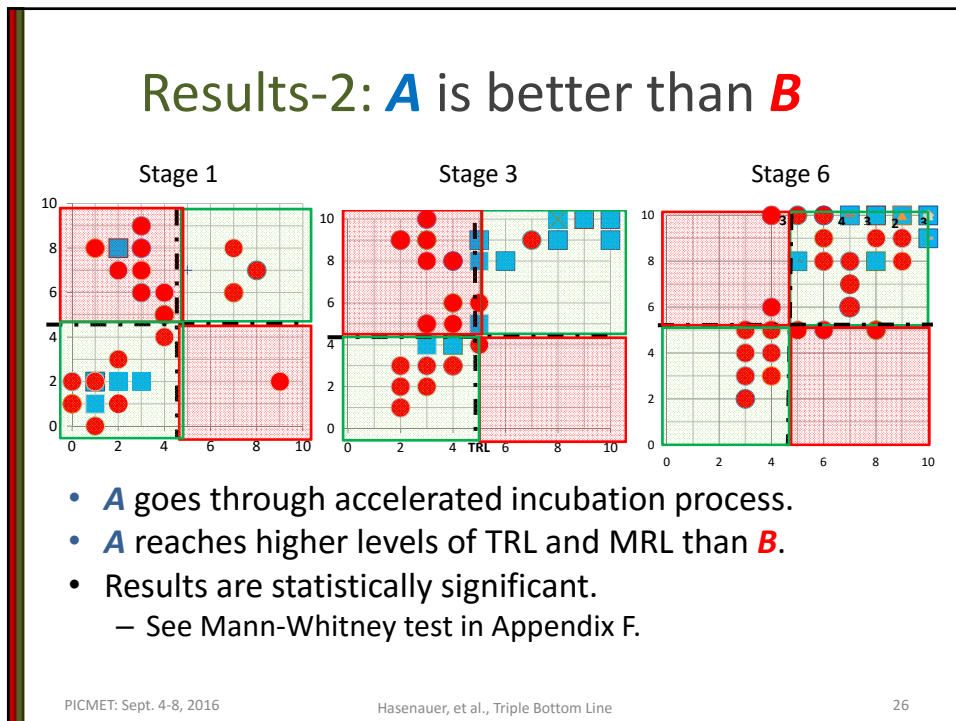 Results-2: A is better than B
Stage 1
Stage 3
Stage 6
10
8
6
4
2
0
0 2 4 6 8 10
10
8
6
4
2
0
2 4 TRL 6 8 10
10
8
6
4
2
0
0 2 4 6 8 10
3 4 3 2 3
• A goes through accelerated incubation process.
• A reaches higher levels of TRL and MRL than B.
• Results are statistically significant.
– See Mann-Whitney test in Appendix F.
PICMET: Sept. 4-8, 2016
Hasenauer, et al., Triple Bottom Line
26